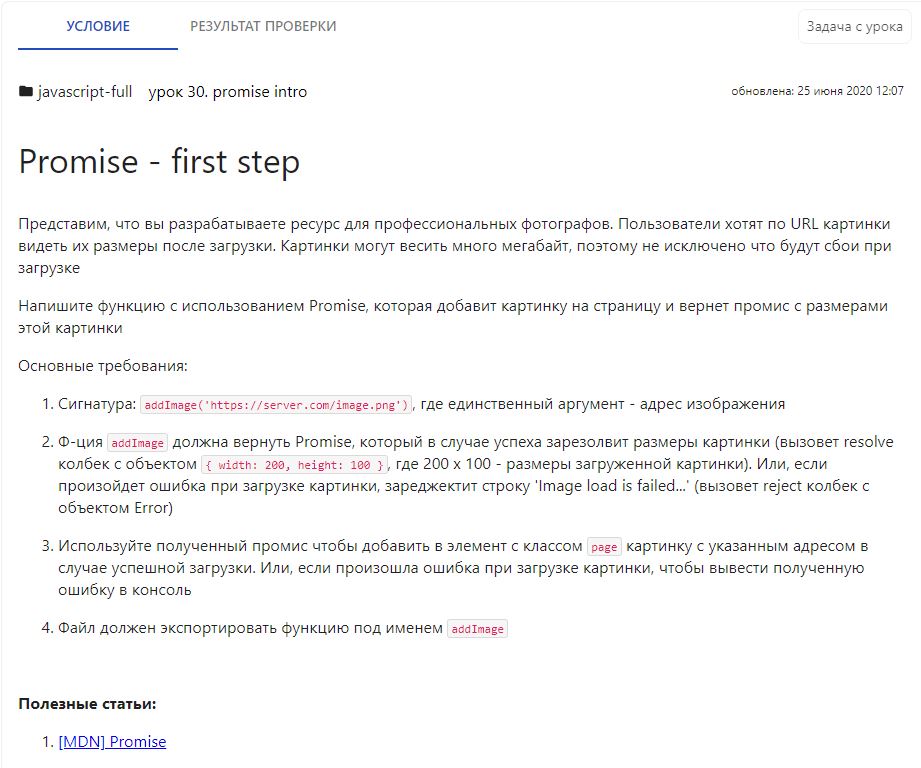 УСЛОВИЕ
РЕЗУЛЬТАТ ПРОВЕРКИ
Задача с урока
javascript-full урок 30. promise intro
обновлена: 25 июня 2020 12:07
Promise - first step
Представим, что вы разрабатываете ресурс для профессиональных фотографов. Пользователи хотят по URL картинки
видеть их размеры после загрузки. Картинки могут весить много мегабайт, поэтому не исключено что будут сбои при
загрузке
Напишите функцию с использованием Promise, которая добавит картинку на страницу и вернет промис с размерами
этой картинки
Основные требования:
1. Сигнатура: addImage('https://server.com/image.png'), где единственный аргумент - адрес изображения
2. Ф-ция addImage должна вернуть Promise, который в случае успеха зарезолвит размеры картинки (вызовет resolve
колбек с объектом { width: 200, height: 100 }, где 200 x 100 - размеры загруженной картинки). Или, если
произойдет ошибка при загрузке картинки, зареджектит строку 'Image load is failed...' (вызовет reject колбек с
объектом Error)
3. Используйте полученный промис чтобы добавить в элемент с классом page картинку с указанным адресом в
случае успешной загрузки. Или, если произошла ошибка при загрузке картинки, чтобы вывести полученную
ошибку в консоль
4. Файл должен экспортировать функцию под именем addImage
Полезные статьи:
1. [MDN] Promise